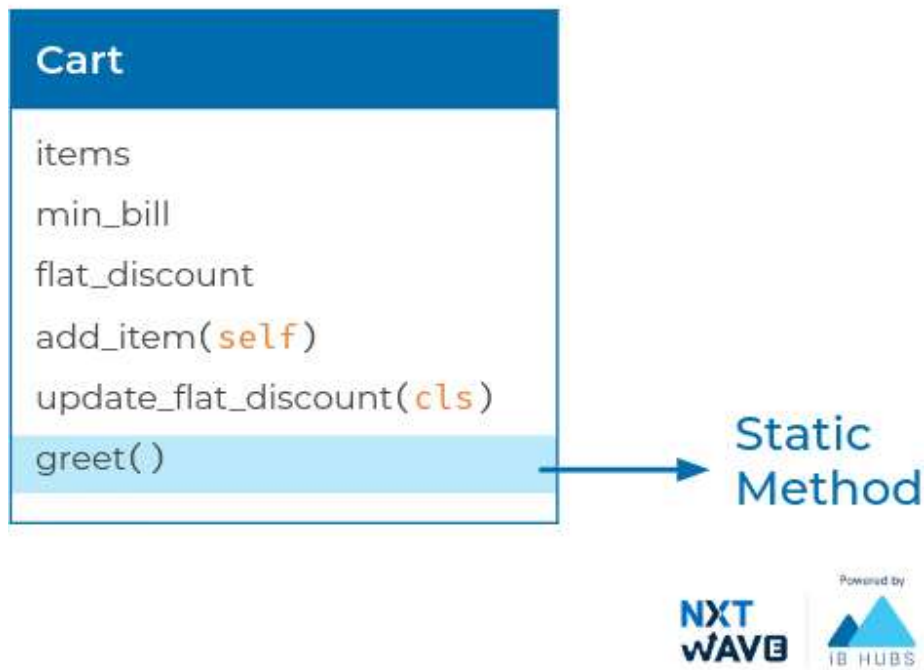 Cart
items
min_bill
flat_discount
add_item(self)
update_flat_discount(cls)
greet()
Static
Method
Powered by
NXT
WAVE
IB HUBS